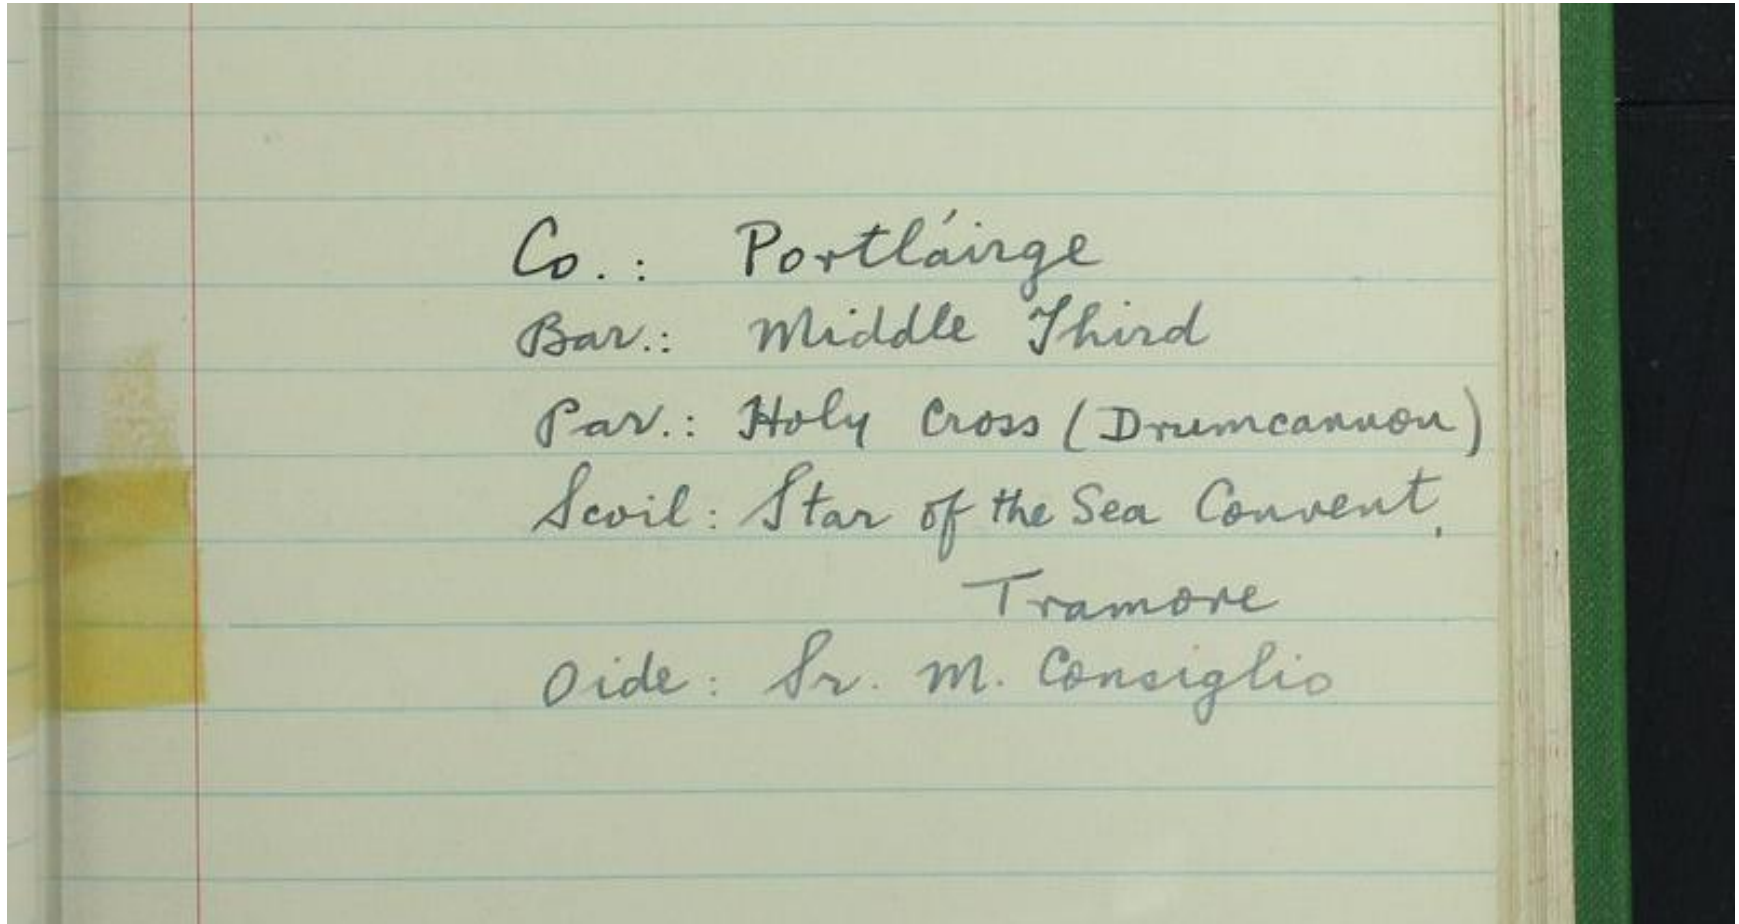 Co.: Portláirge
Bar.: Middle Third
Par.: Holy Cross (Drumcannon)
Scoil: Star of the Sea Convent,
Tramore
Oide: Sr. M. Consiglio